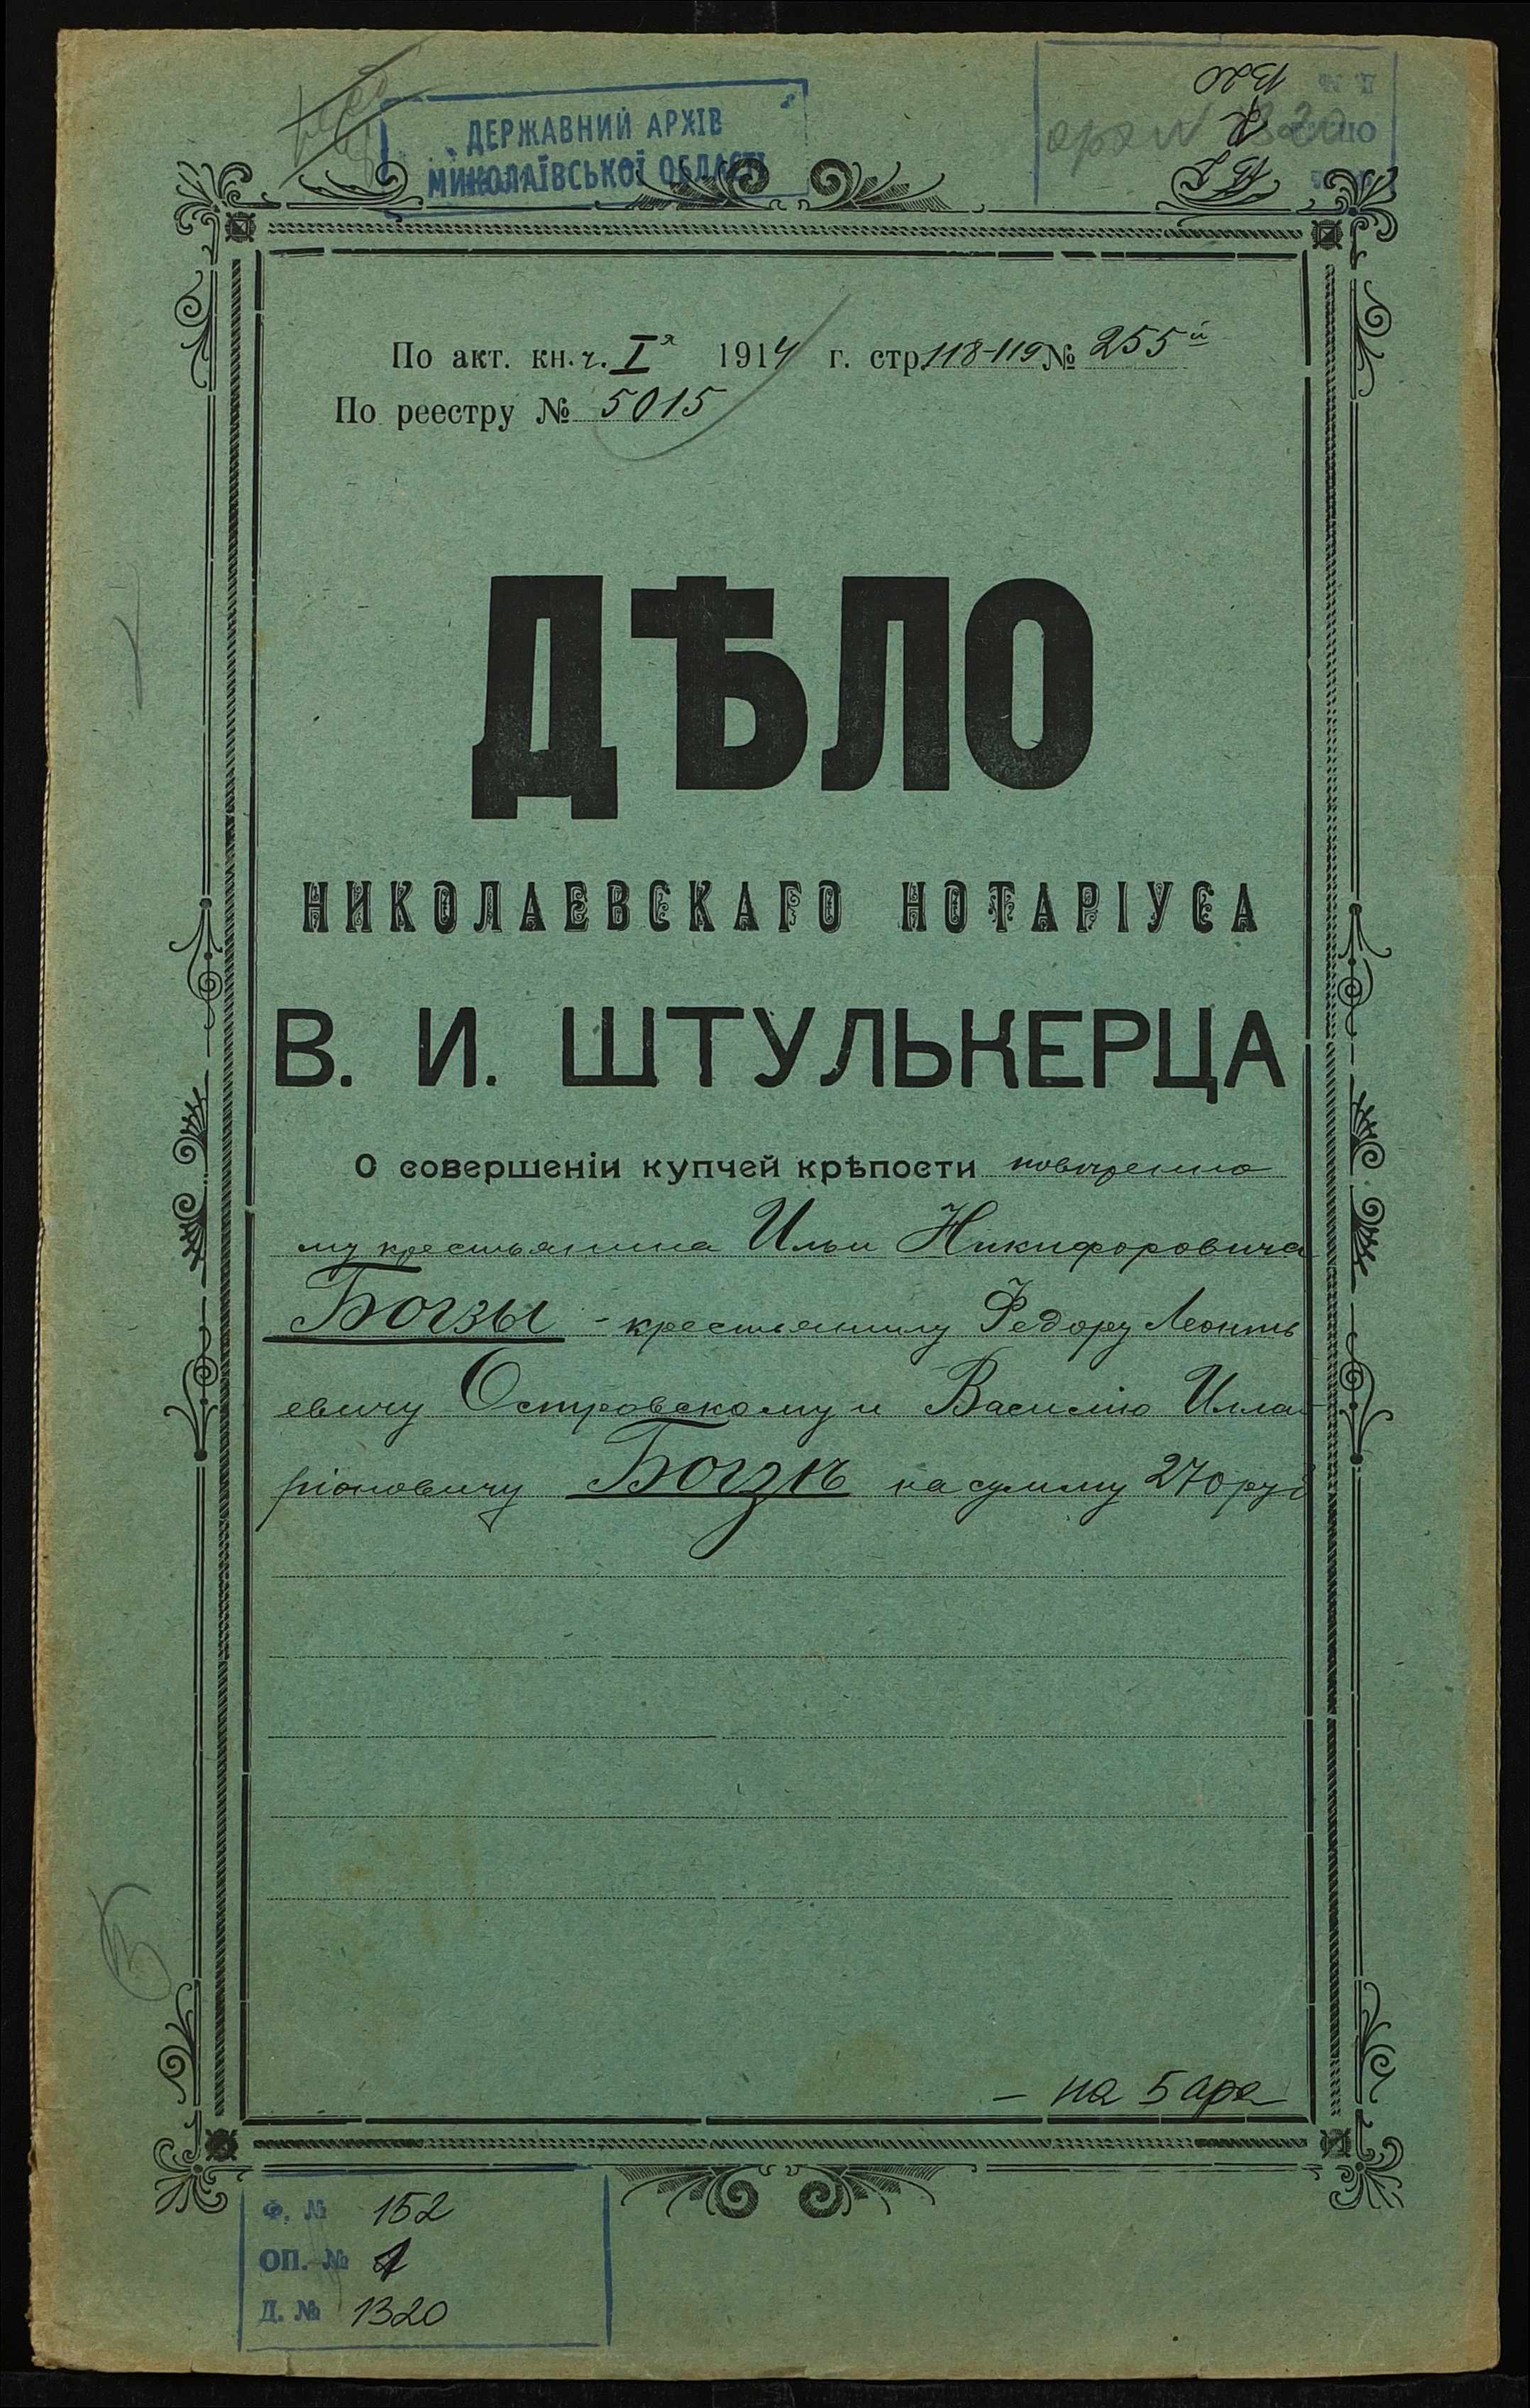 ДЕРЖАВНИЙ АРХІВ
МИКОЛАЇВСЬКОЇ ОБЛАСТІ
По акт. кн. ч. I я 1914 г. стр. 118-119 № 255 й
По реестру № 5015
ДѢЛО
НИКОЛАЕВСКАГО НОТАРІУСА
В. И. ШТУЛЬКЕРЦА
О совершеніи купчей крѣпости повѣренно
му крестьянина Ильи Никифоровича
Богзы - крестьянину Федору Леонть
евичу Островскому и Василію Илла
ріоновичу Богзѣ на сумму 270 руб
– на 5 арк
Ф. № 152
ОП. № 1
Д. № 1320